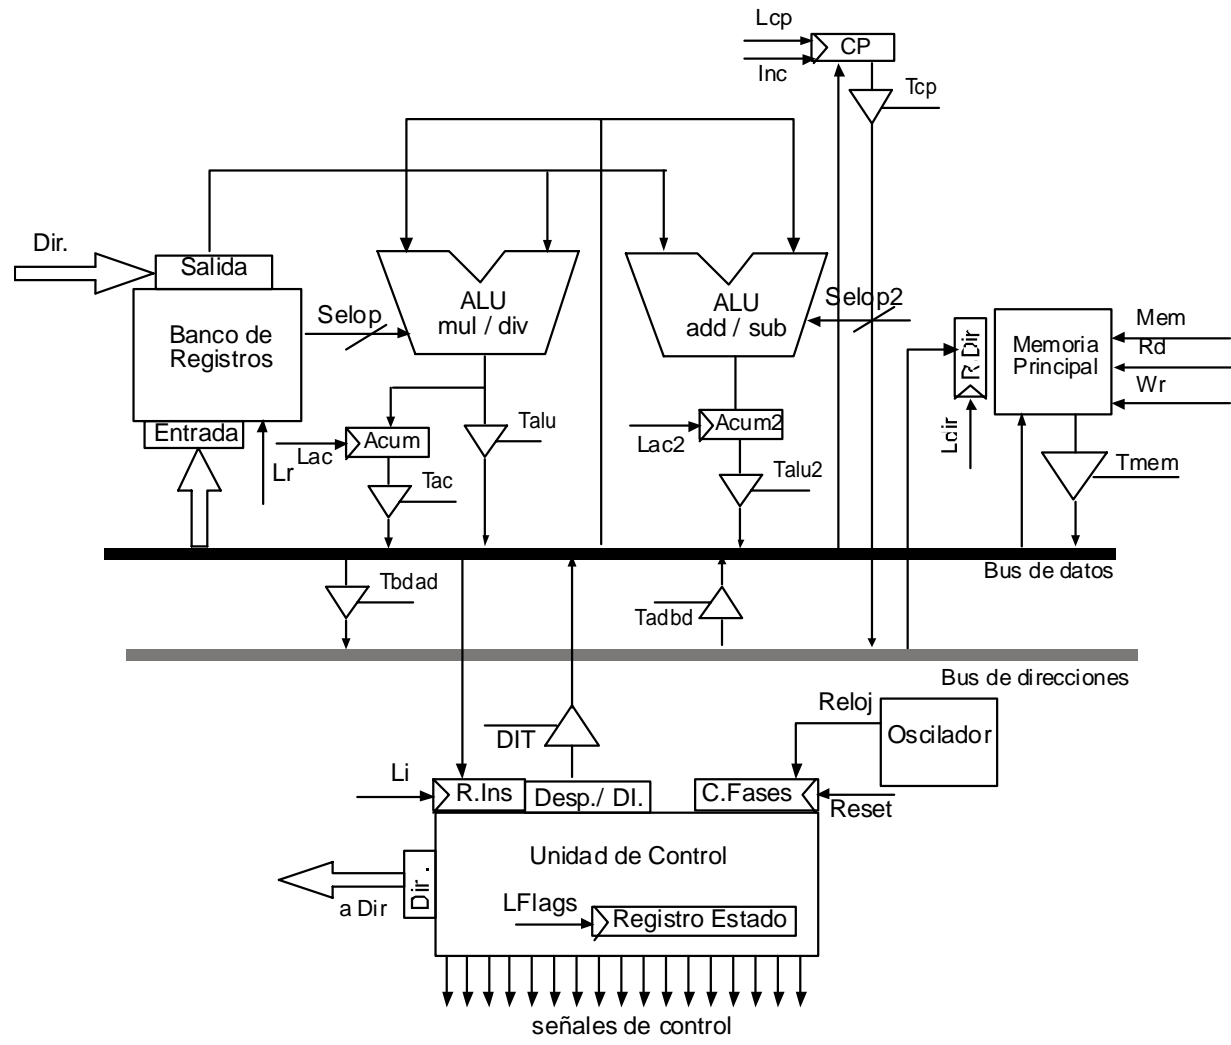 Lcp
CP
Inc
Tcp
Dir.
Salida
Banco de
Registros
Entrada
Selop
ALU
mul / div
ALU
add / sub
Selop2
R.Dir
Memoria
Principal
Mem
Rd
Wr
Lr
Lac
Acum
Talu
Tac
Lac2
Acum2
Talu2
Ldir
Tmem
Bus de datos
Tbdad
Tadbd
Bus de direcciones
DIT
Reloj
Oscilador
Li
R.Ins
Desp./ DI.
C.Fases
Reset
Unidad de Control
Dir.
a Dir
LFlags
Registro Estado
señales de control